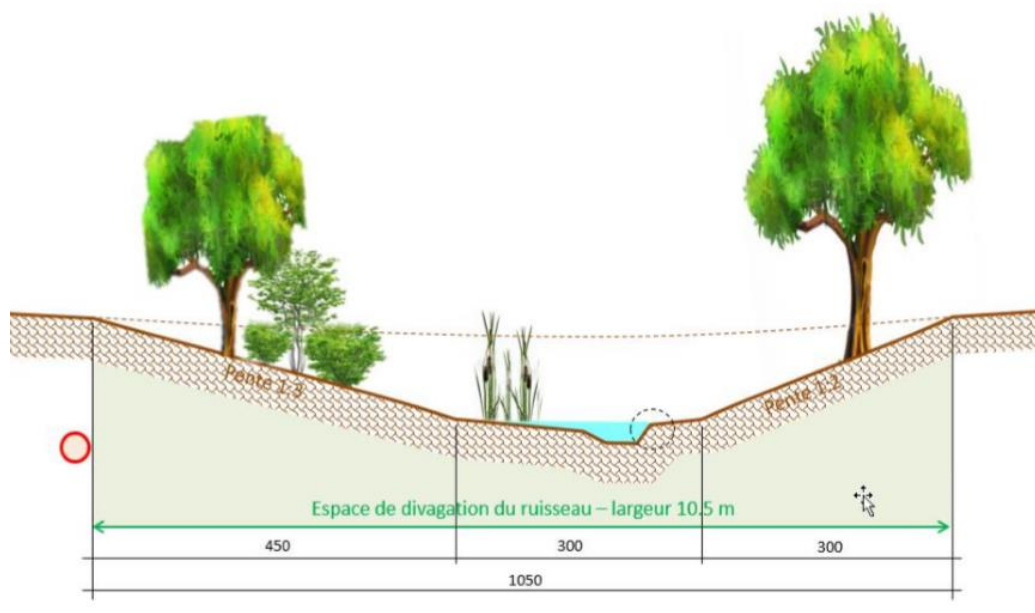 Pente 1:3
Pente 1:2
Espace de divagation du ruisseau – largeur 10.5 m
450
300
300
1050